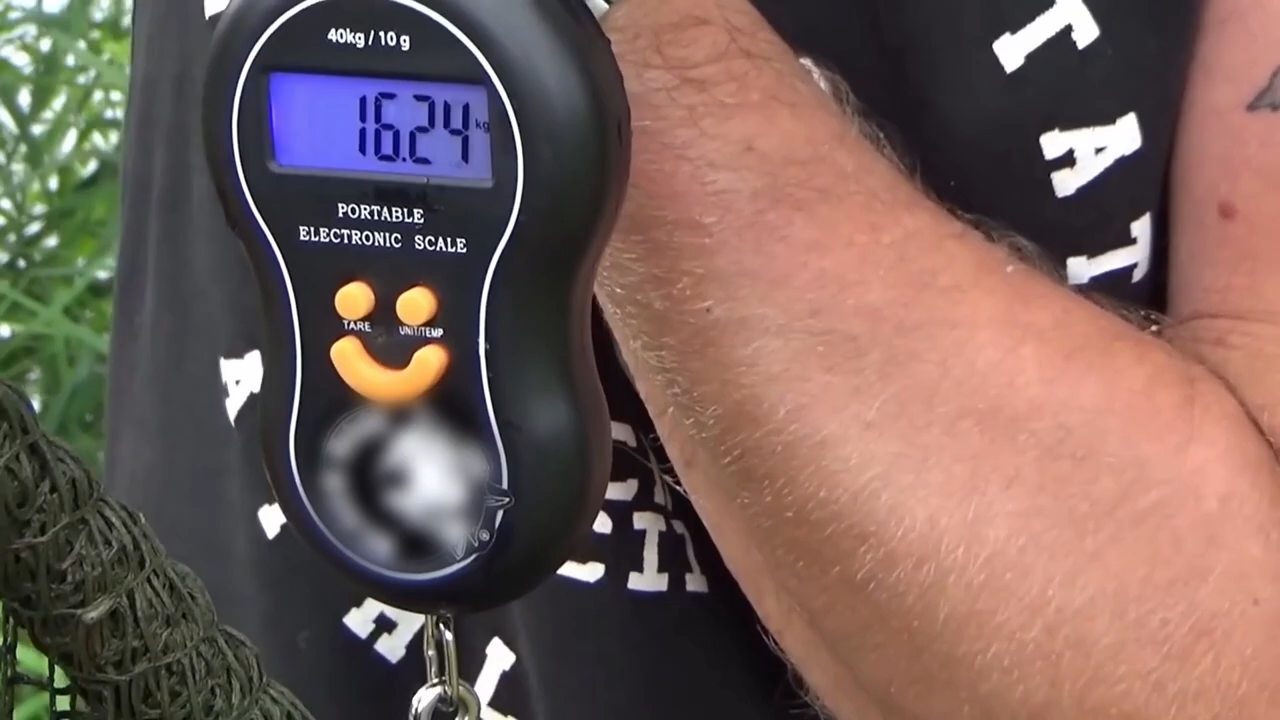 40kg / 10 g
16.24 kg
PORTABLE
ELECTRONIC SCALE
TARE UNIT/TEMP
T
A
T
A